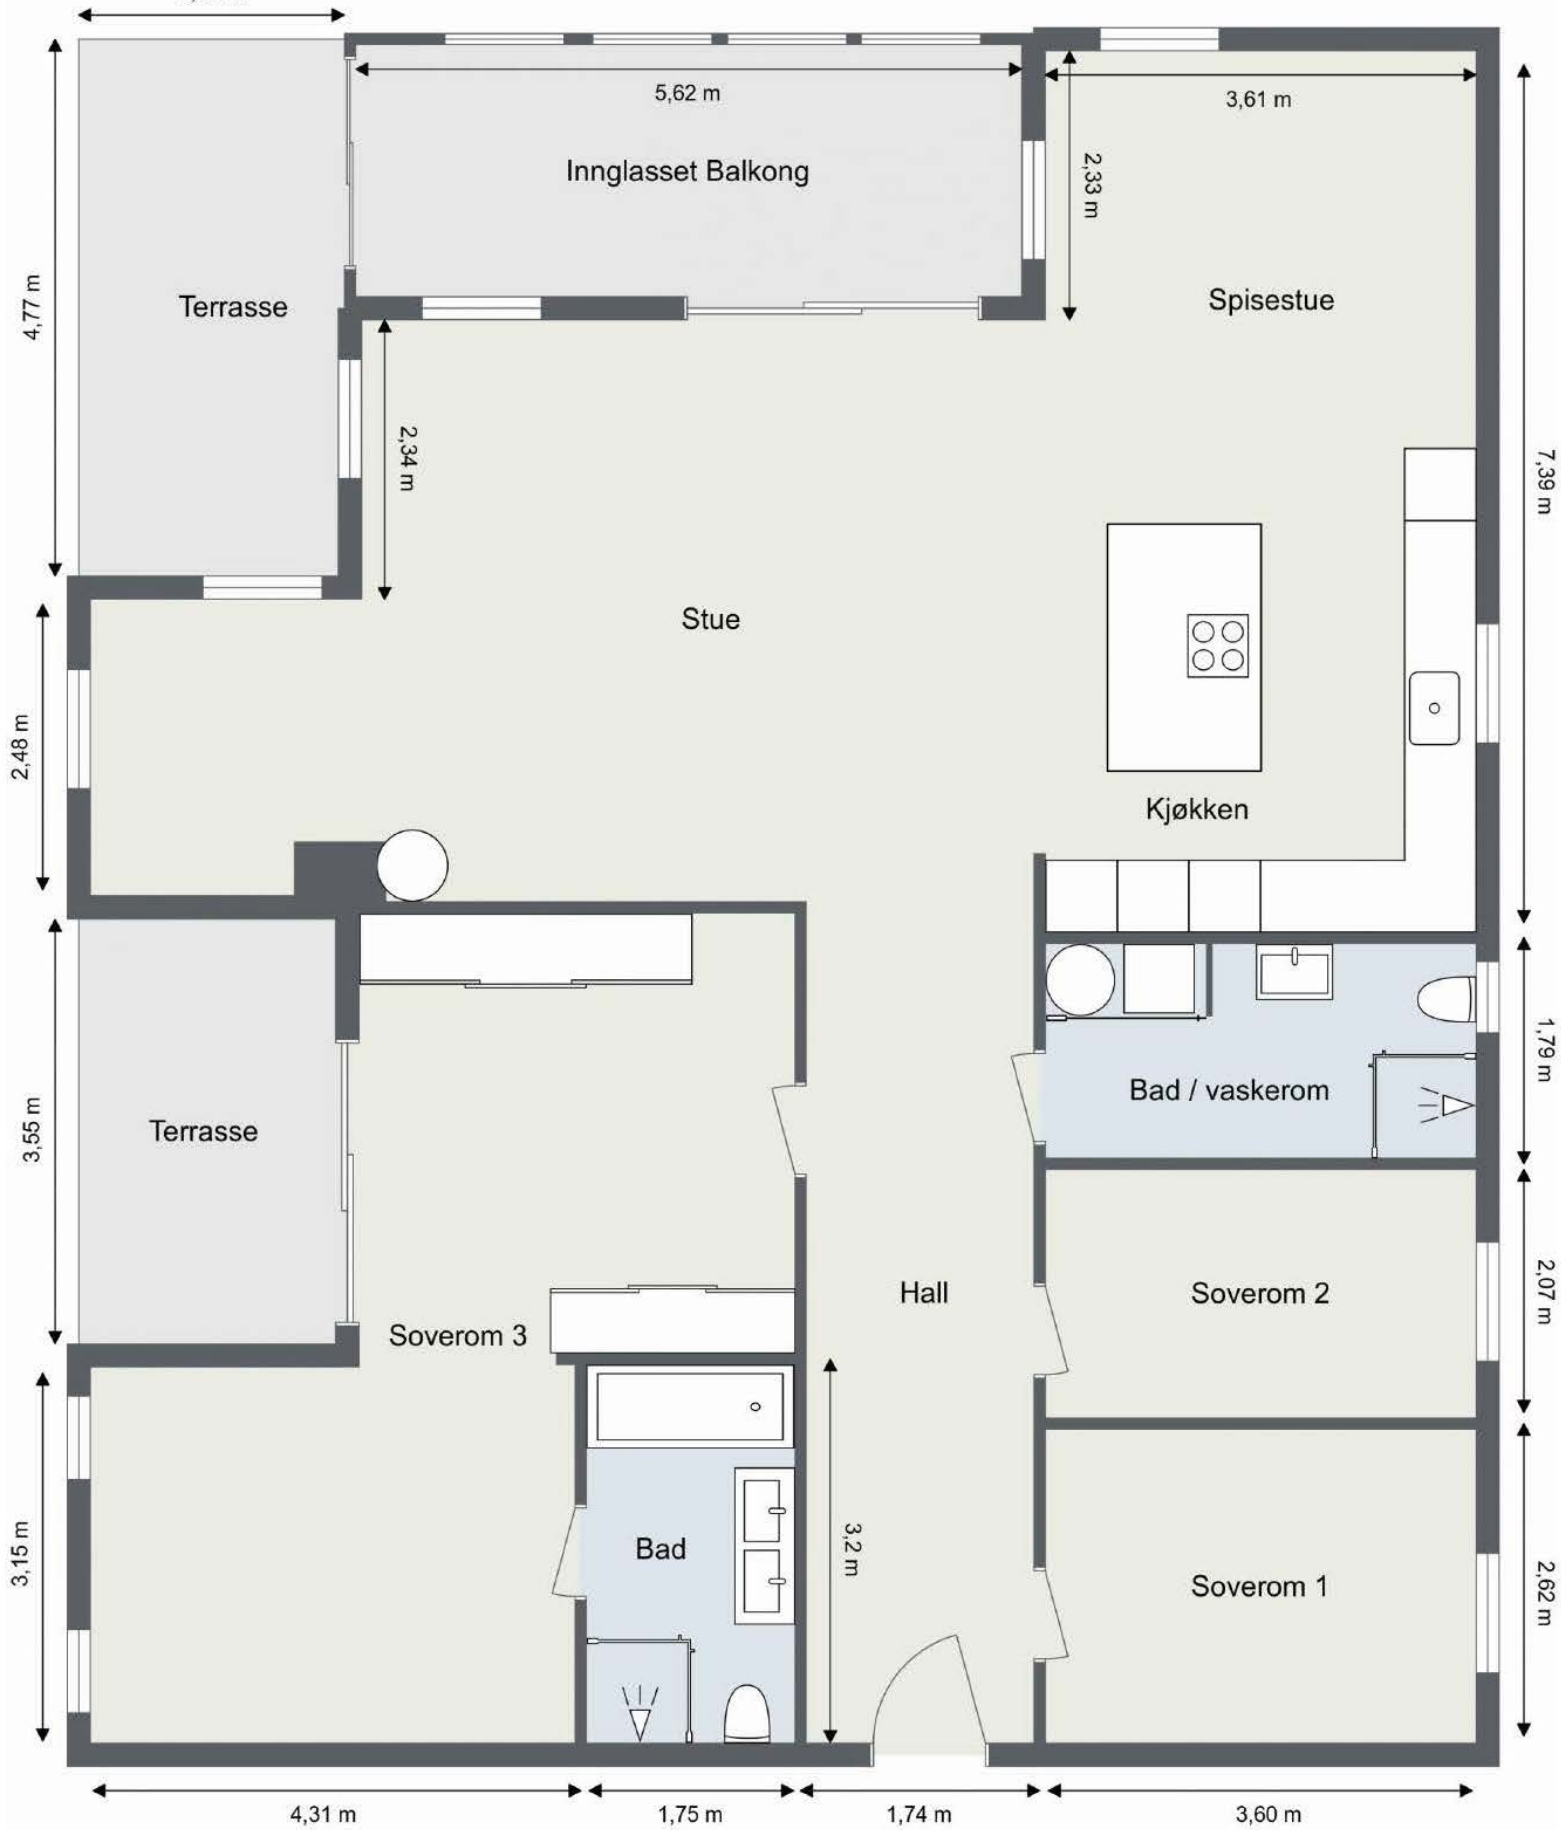 5,62 m
3,61 m
2,33 m
Innglasset Balkong
Terrasse
4,77 m
Spisestue
2,34 m
7,39 m
Stue
2,48 m
Kjøkken
1,79 m
Bad / vaskerom
Terrasse
3,55 m
Hall
Soverom 2
2,07 m
Soverom 3
Bad
3,2 m
3,15 m
Soverom 1
2,62 m
4,31 m
1,75 m
1,74 m
3,60 m